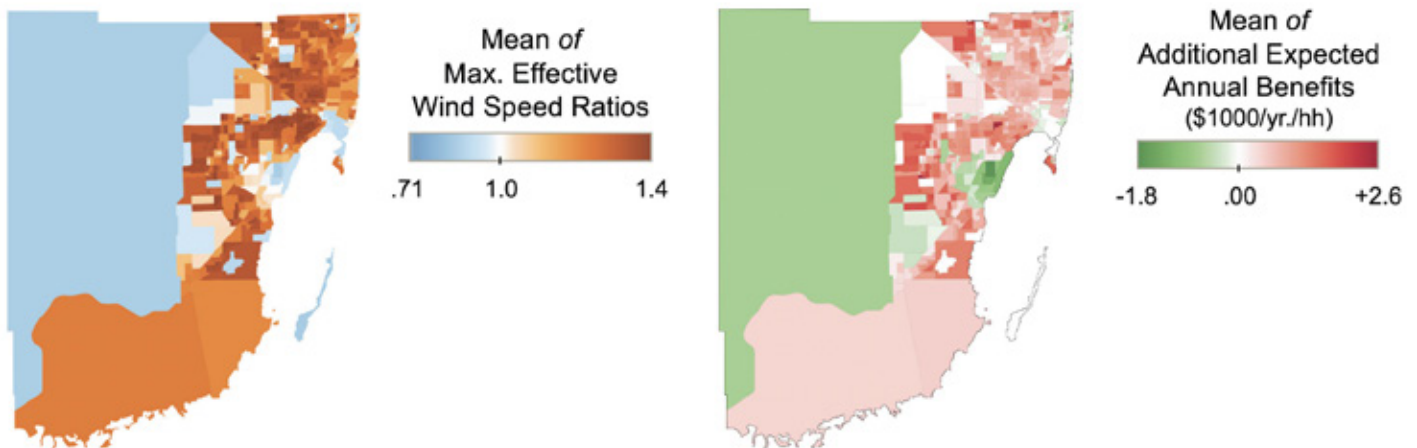 Mean of
Max. Effective
Wind Speed Ratios
.71 1.0 1.4
Mean of
Additional Expected
Annual Benefits
($1000/yr./hh)
-1.8 .00 +2.6